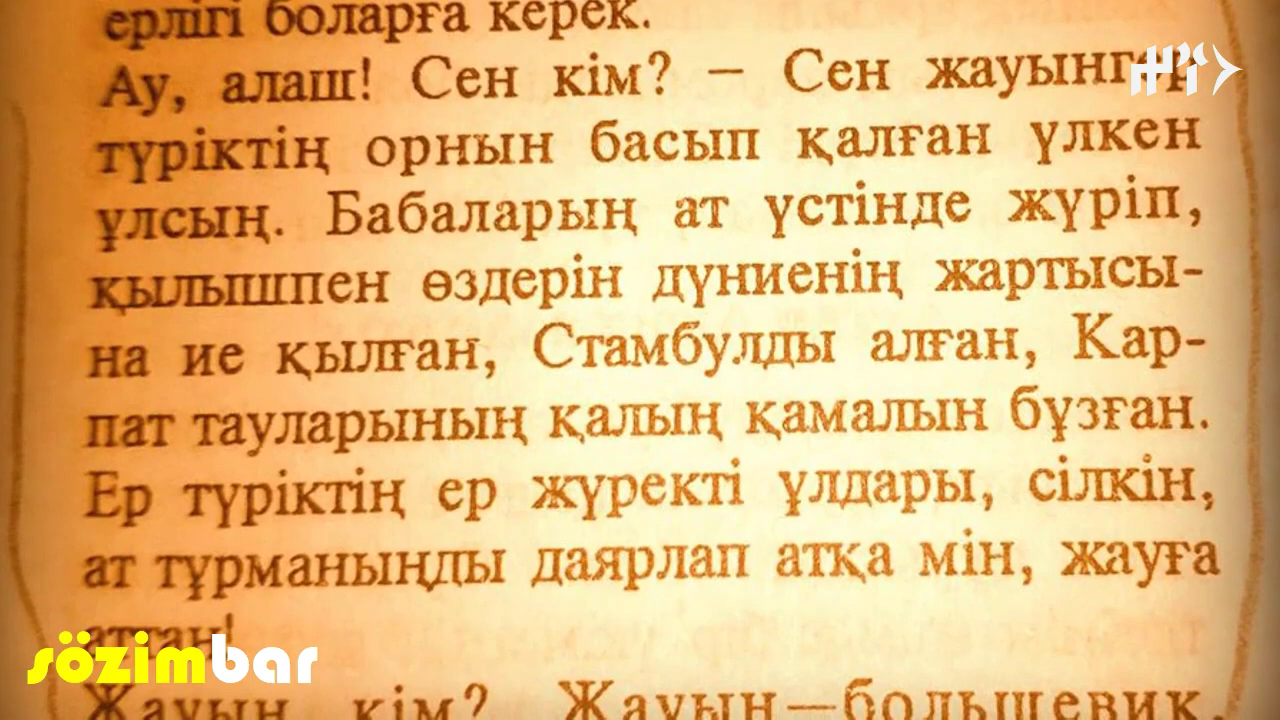 ерлігі боларға керек.
Ау, алаш! Сен кім? – Сен жауынгер
түріктің орнын басып қалған үлкен
ұлсың. Бабаларың ат үстінде жүріп,
қылышпен өздерін дүниенің жартысы-
на ие қылған, Стамбулды алған, Кар-
пат тауларының қалың қамалын бұзған.
Ер түріктің ер жүректі ұлдары, сілкін,
ат тұрманыңды даярлап атқа мін, жауға
аттан!
sözimbar
Жауың кім? Жауың—большевик,